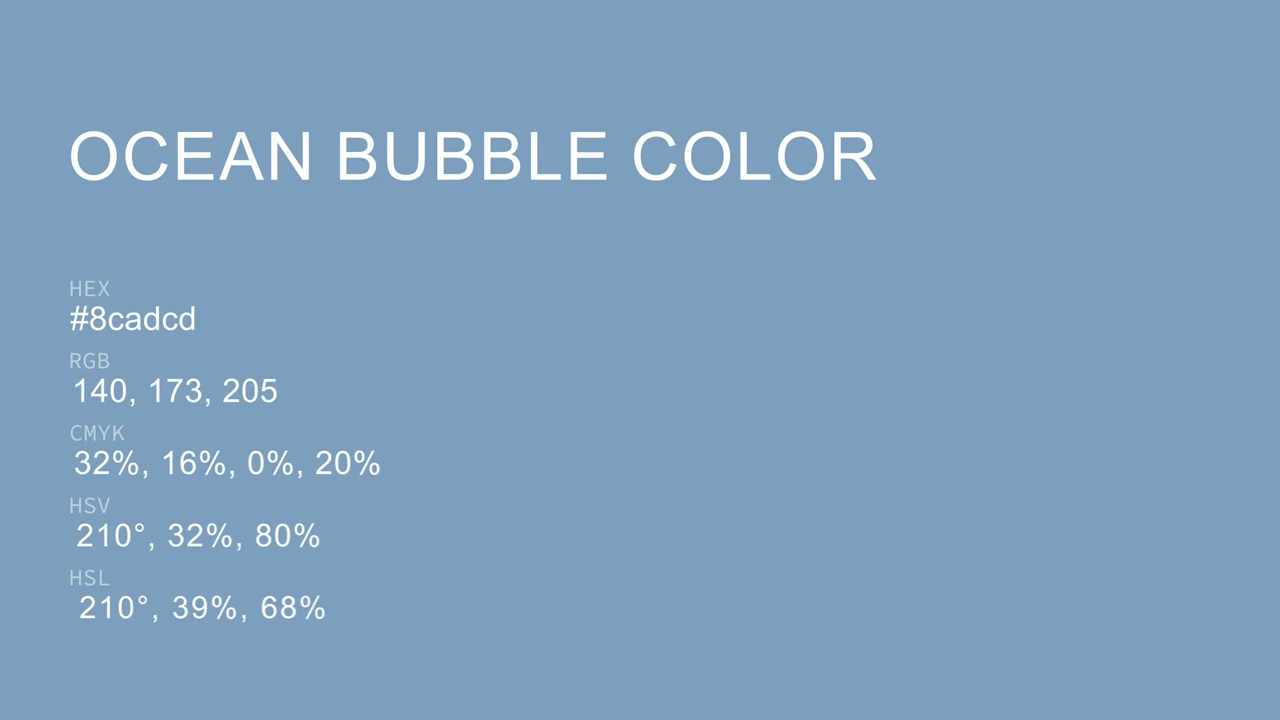 OCEAN BUBBLE COLOR
HEX
#8cadcd
RGB
140, 173, 205
CMYK
32%, 16%, 0%, 20%
HSV
210°, 32%, 80%
HSL
210°, 39%, 68%